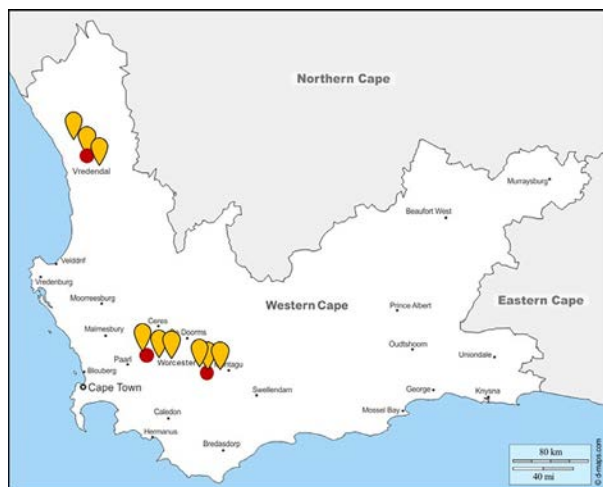 Northern Cape
Vredendal
Murraysburg
Beaufort West
Velddrif
Vredenburg
Moorreesburg
Western Cape
Prince Albert
Eastern Cape
Ceres
Doorns
Malmesbury
Paarl
Worcester
Oudtshoorn
Uniondale
Blouberg
Cape Town
Swellendam
George
Knysna
Mossel Bay
Caledon
Hermanus
Bredasdorp
80 km
40 mi
© d-maps.com